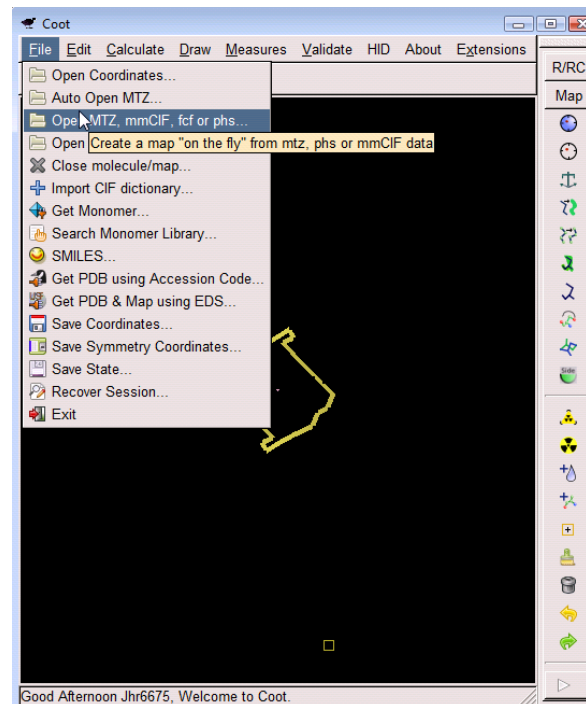 Coot
File Edit Calculate Draw Measures Validate HID About Extensions
R/RC
Map
Open Coordinates...
Auto Open MTZ...
Open MTZ, mmCIF, fcf or phs...
Open
Create a map "on the fly" from mtz, phs or mmCIF data
Close molecule/map...
Import CIF dictionary...
Get Monomer...
Search Monomer Library...
SMILES...
Get PDB using Accession Code...
Get PDB & Map using EDS...
Save Coordinates...
Save Symmetry Coordinates...
Save State...
Recover Session...
Exit
Side
Good Afternoon Jhr6675, Welcome to Coot.